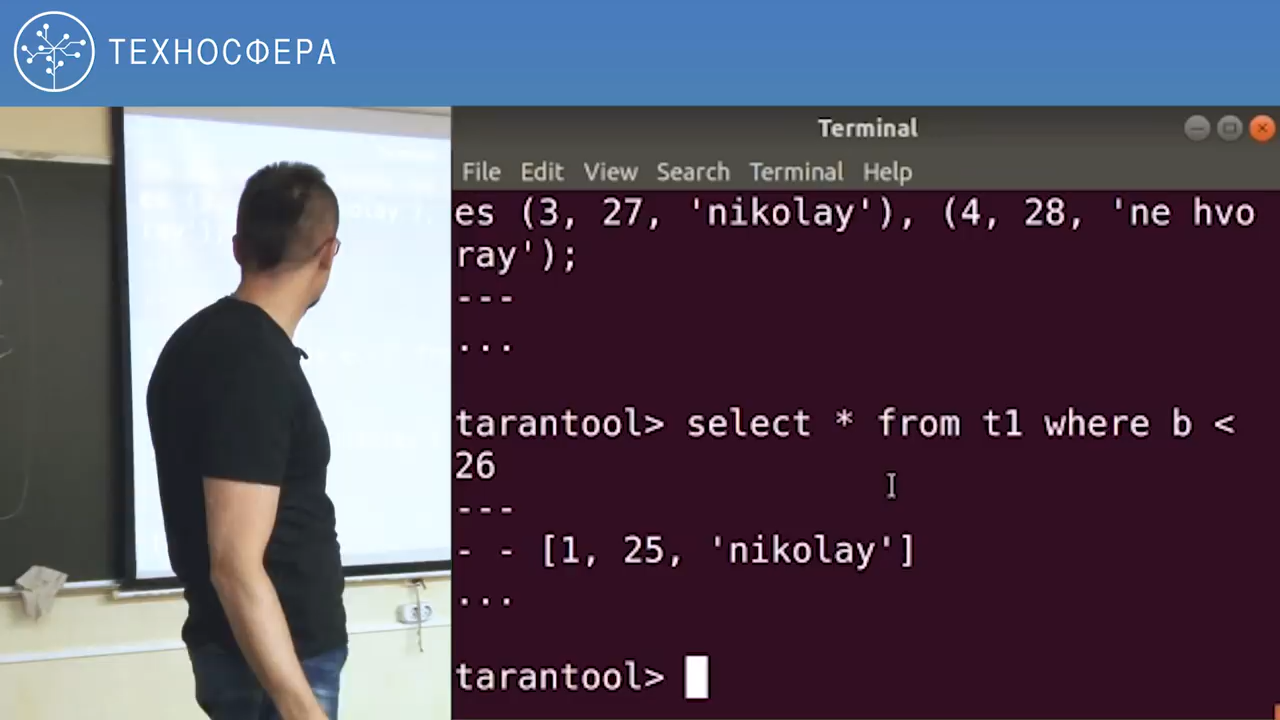 ТЕХНОСФЕРА
Terminal
File Edit View Search Terminal Help
es (3, 27, 'nikolay'), (4, 28, 'ne hvo
ray');
---
...
tarantool> select * from t1 where b <
26
---
- - [1, 25, 'nikolay']
...
tarantool>